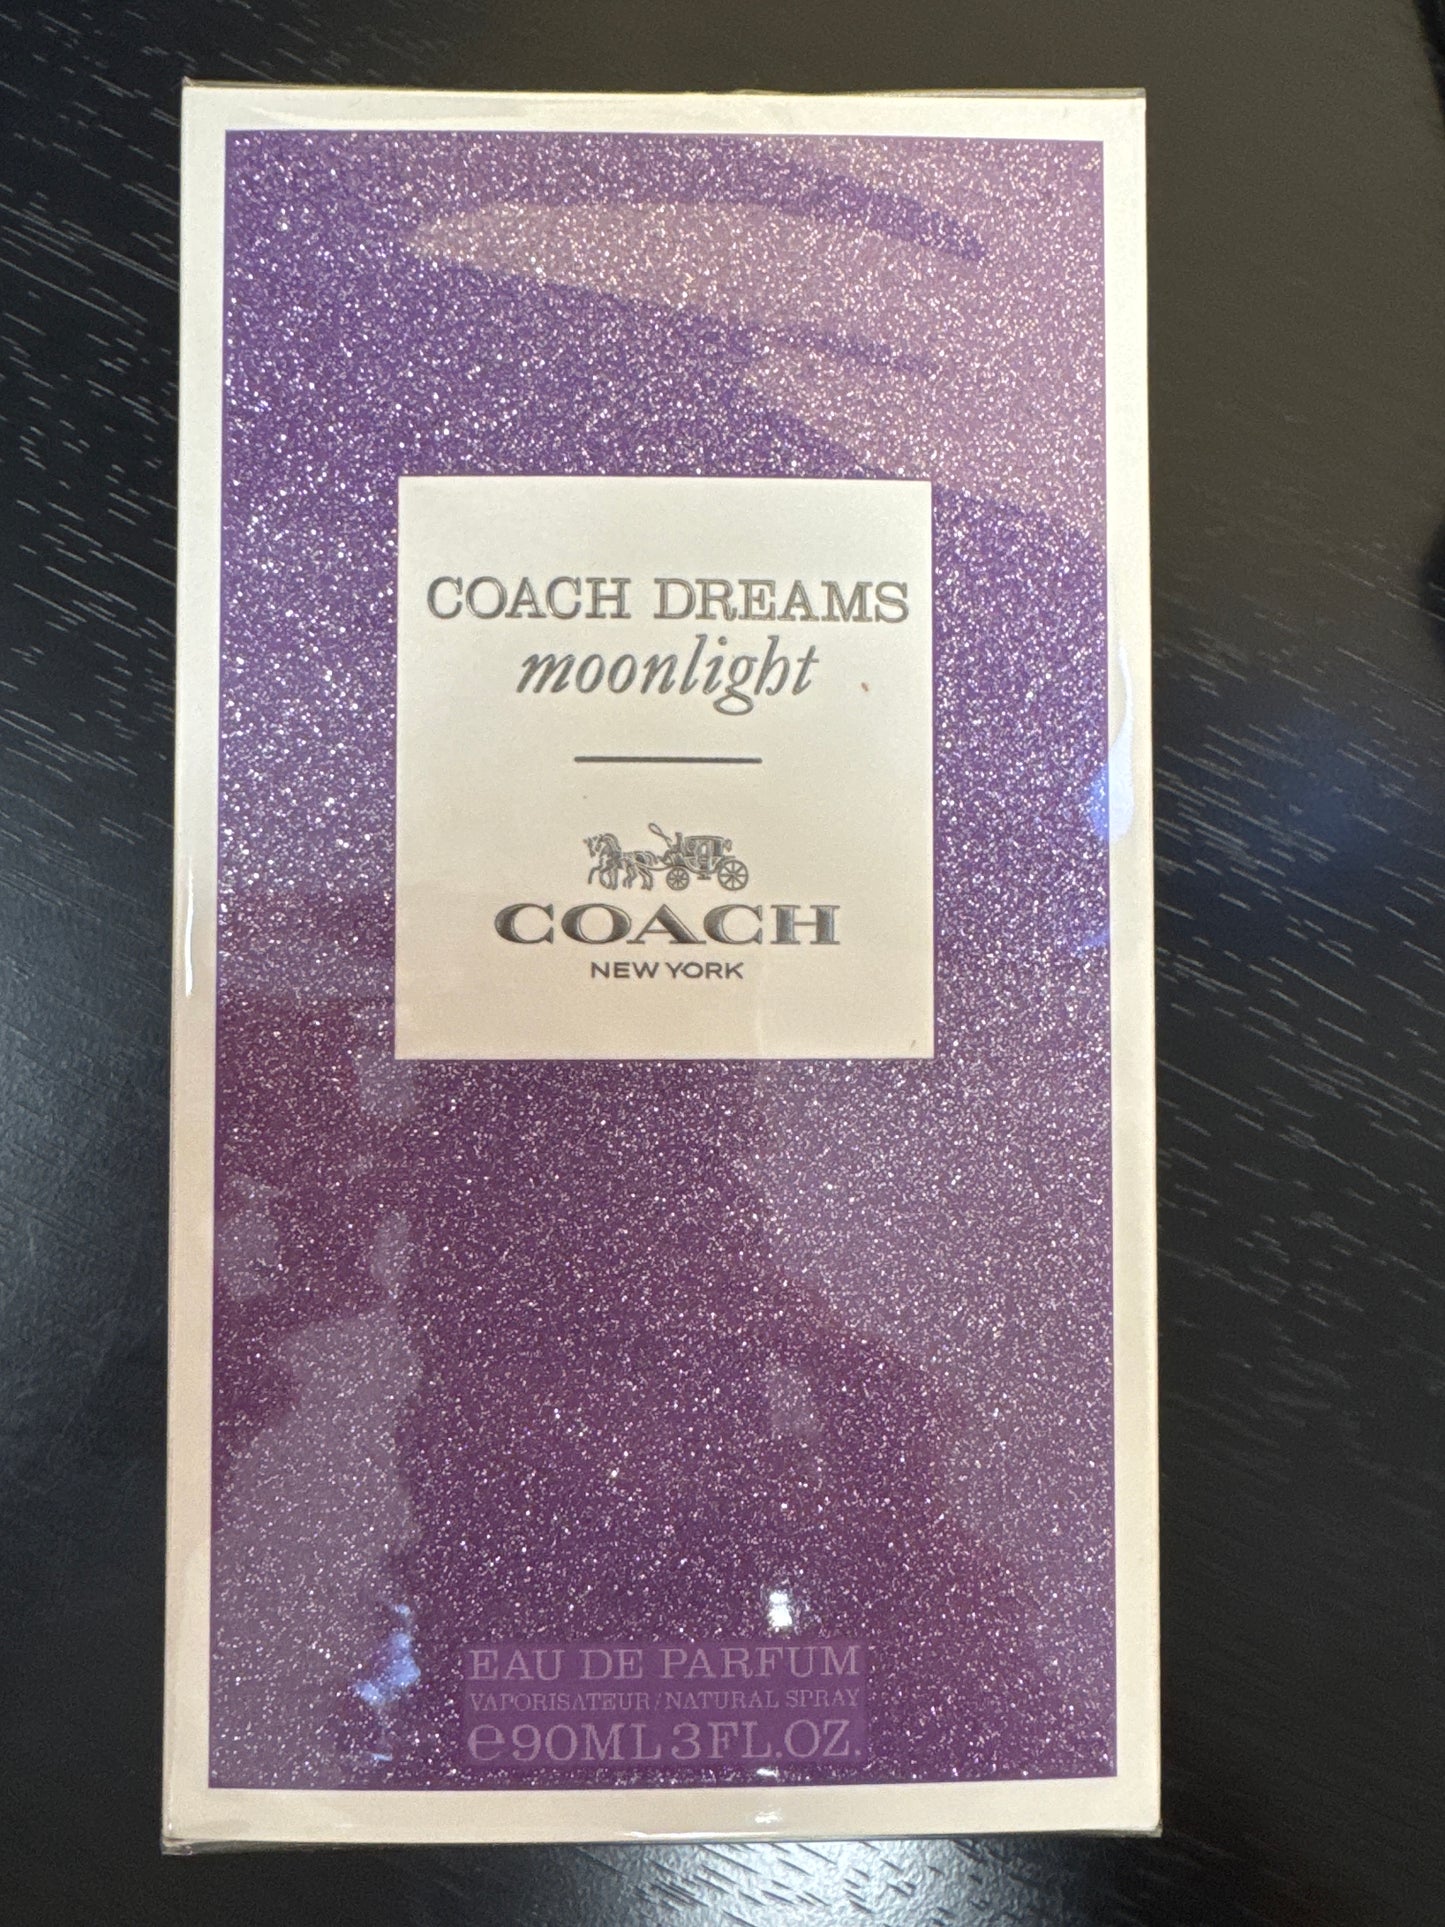 COACH DREAMS
moonlight
COACH
NEW YORK
EAU DE PARFUM
VAPORISATEUR / NATURAL SPRAY
℮90ML 3FL.OZ.